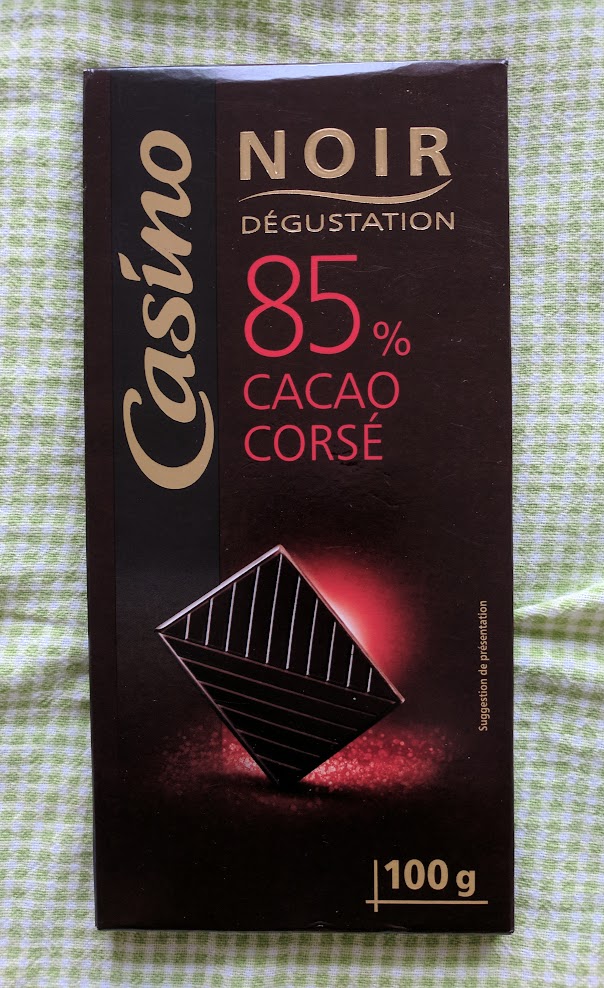 Casino
NOIR
DÉGUSTATION
85%
CACAO
CORSÉ
Suggestion de présentation
100 g